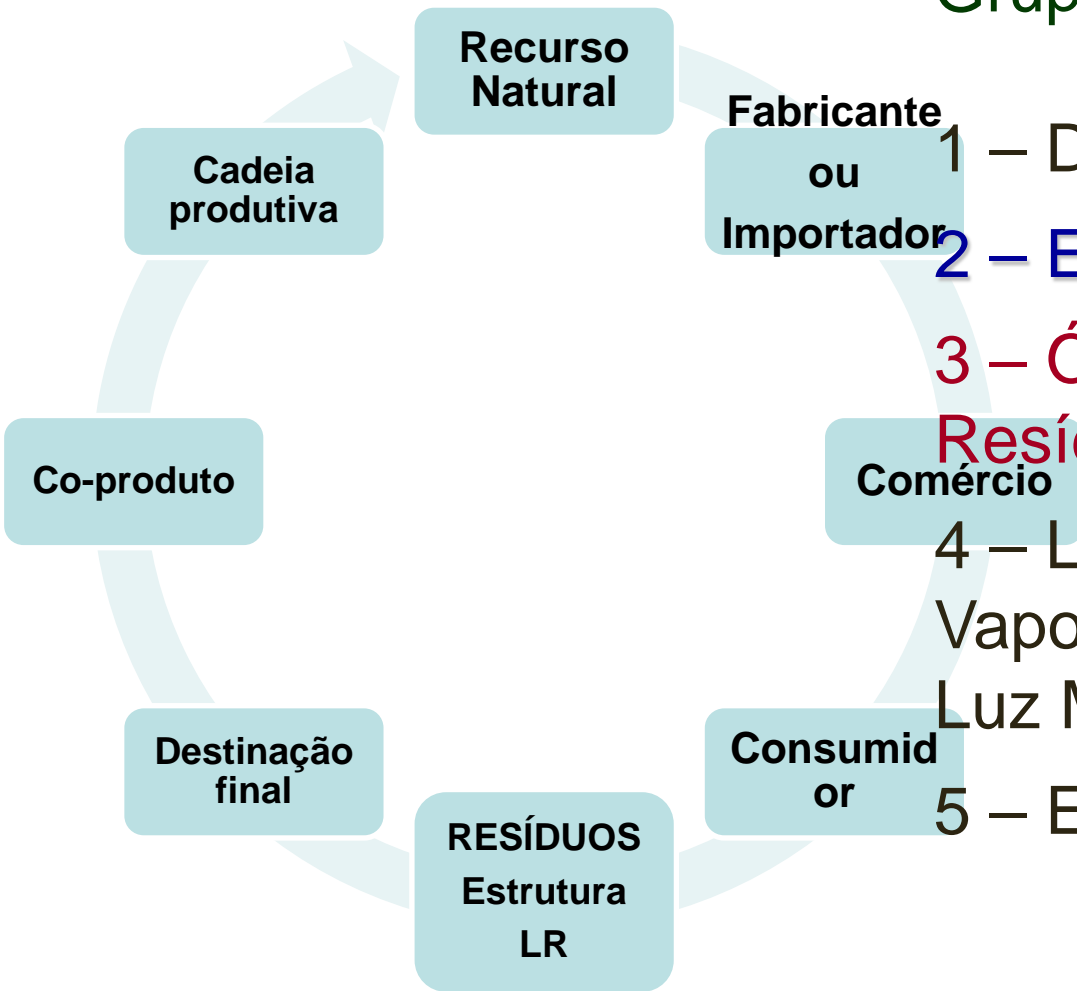 Recurso
Natural
Fabricante
ou
Importador
Comércio
Consumid
or
RESÍDUOS
Estrutura
LR
Destinação
final
Co-produto
Cadeia
produtiva
1 –
2 –
3 –
4 –
Luz
5 –